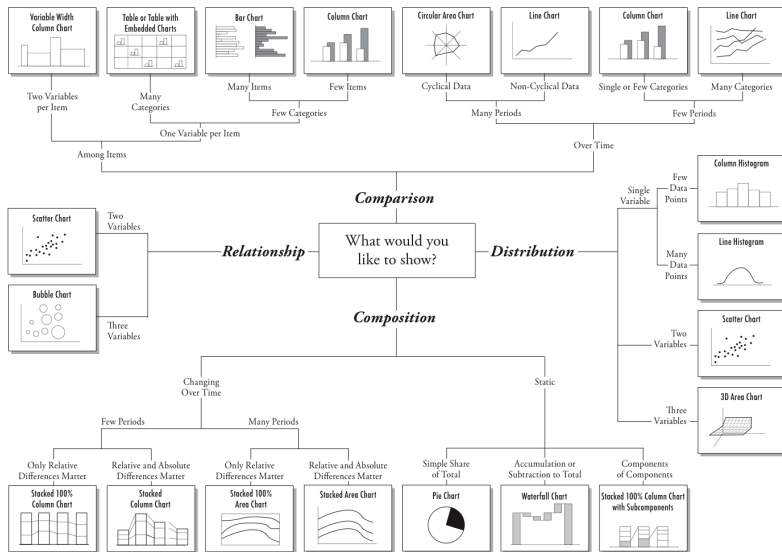 Variable Width
Column Chart
Table or Table with
Embedded Charts
Bar Chart
Column Chart
Circular Area Chart
Line Chart
Column Chart
Line Chart
Two Variables
per Item
Many
Categories
Many Items
Few Items
Cyclical Data
Non-Cyclical Data
Single or Few Categories
Many Categories
Few Categories
Many Periods
Few Periods
One Variable per Item
Among Items
Over Time
Comparison
What would you
like to show?
Relationship
Two
Variables
Scatter Chart
Three
Variables
Bubble Chart
Distribution
Single
Variable
Few
Data
Points
Column Histogram
Many
Data
Points
Line Histogram
Two
Variables
Scatter Chart
Three
Variables
3D Area Chart
Composition
Changing
Over Time
Static
Few Periods
Many Periods
Only Relative
Differences Matter
Relative and Absolute
Differences Matter
Only Relative
Differences Matter
Relative and Absolute
Differences Matter
Simple Share
of Total
Accumulation or
Subtraction to Total
Components
of Components
Stacked 100%
Column Chart
Stacked
Column Chart
Stacked 100%
Area Chart
Stacked Area Chart
Pie Chart
Waterfall Chart
Stacked 100% Column Chart
with Subcomponents